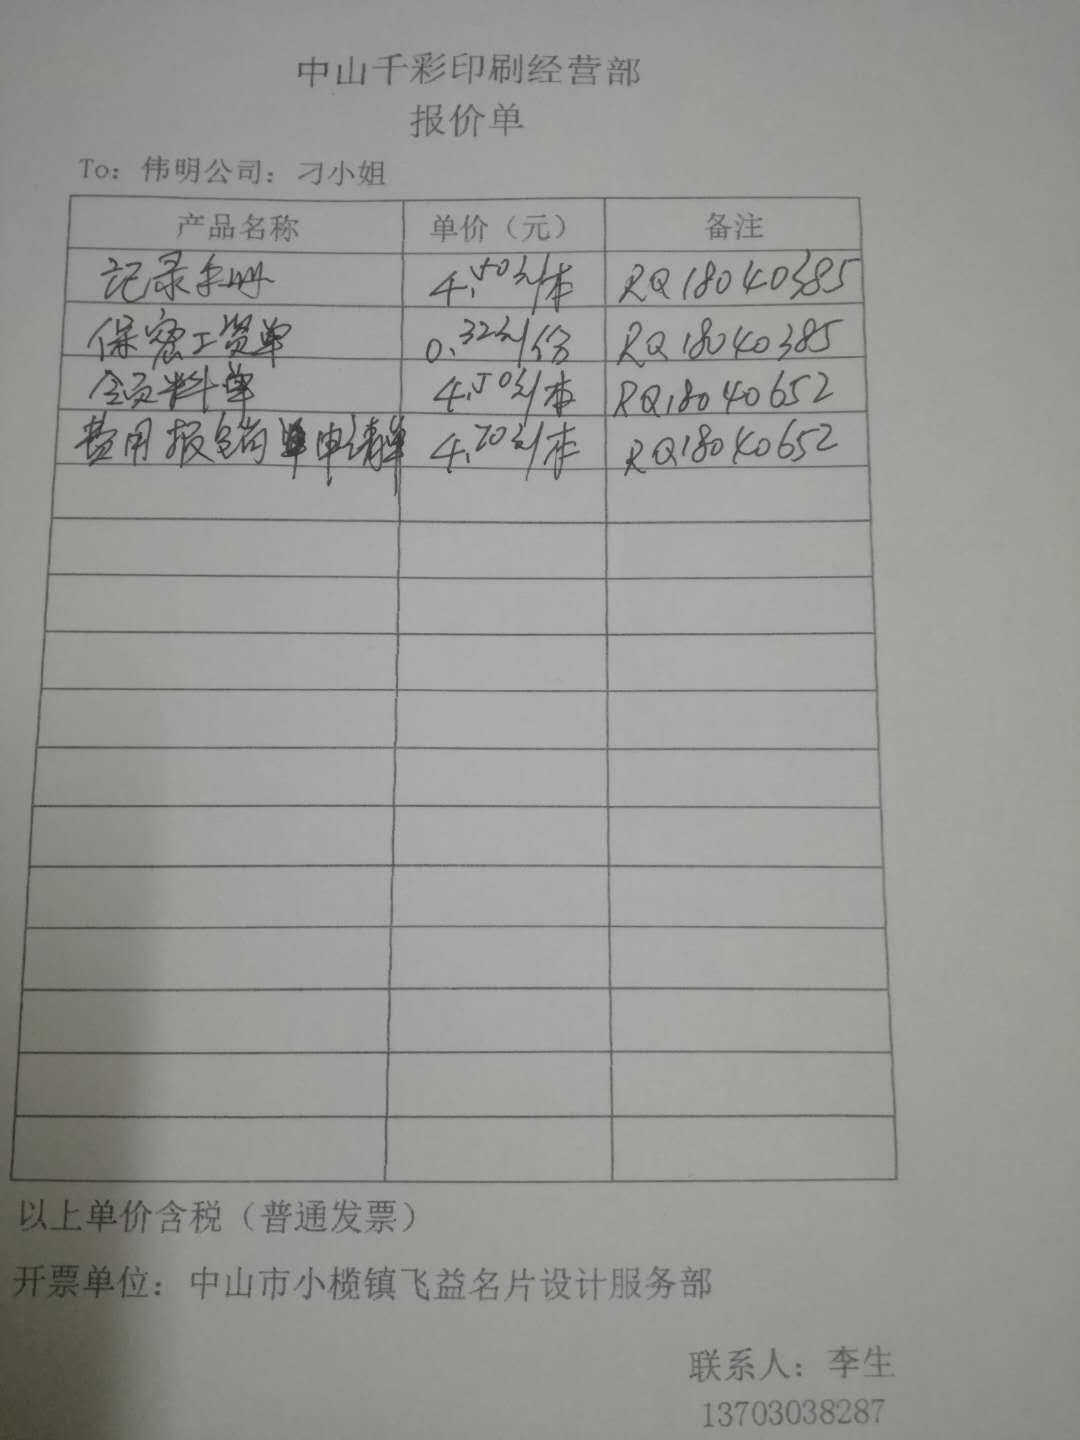 中山千彩印刷经营部
报价单
To：伟明公司：刁小姐
产品名称 单价（元） 备注
记录手册 4.50元/本 RQ18040385
保密工资单 0.32元/份 RQ18040385
料单 4.50元/本 RQ18040652
费用报销单申请单 4.70元/本 RQ18040652
以上单价含税（普通发票）
开票单位：中山市小榄镇飞益名片设计服务部
联系人：李生
13703038287